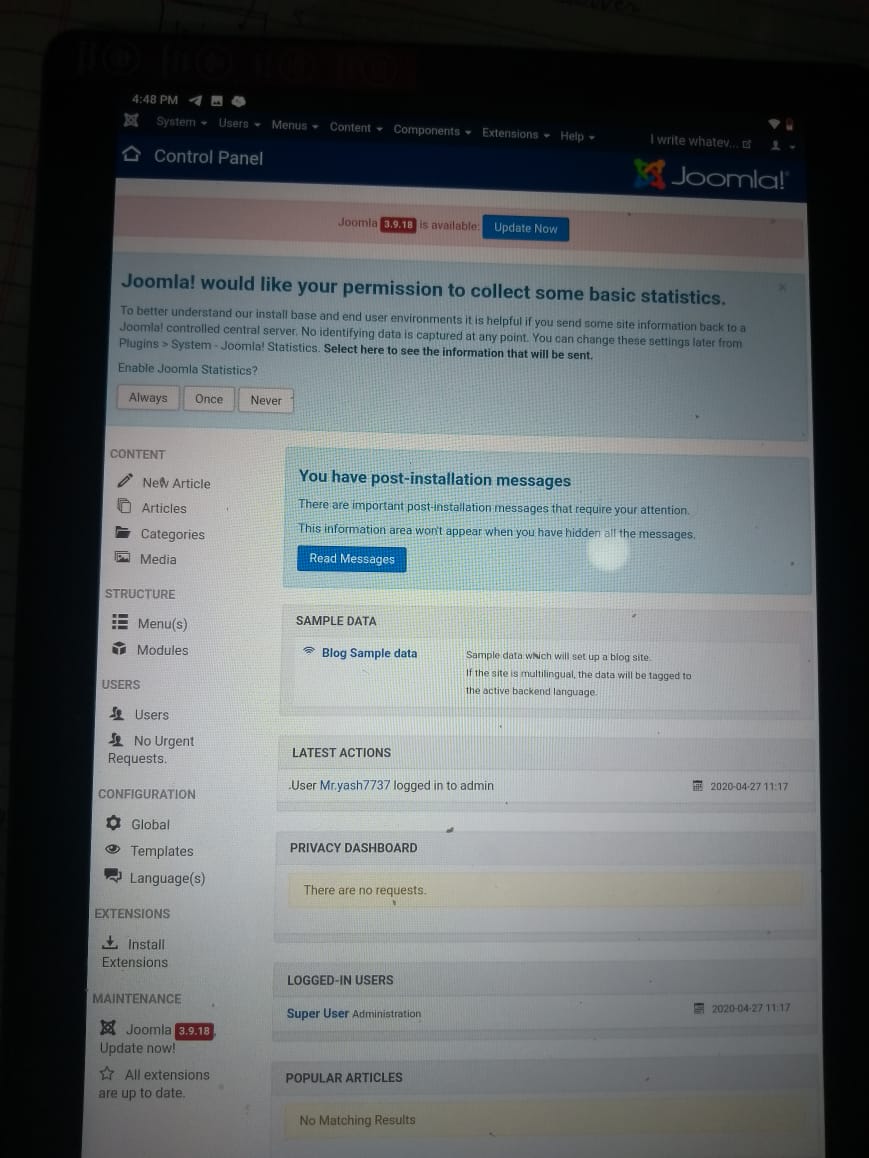 4:48 PM
System Users Menus Content Components Extensions Help I write whatev...
Control Panel
Joomla!®
Joomla 3.9.18 is available: Update Now
Joomla! would like your permission to collect some basic statistics.
To better understand our install base and end user environments it is helpful if you send some site information back to a
Joomla! controlled central server. No identifying data is captured at any point. You can change these settings later from
Plugins > System - Joomla! Statistics. Select here to see the information that will be sent.
Enable Joomla Statistics?
Always Once Never
CONTENT
New Article
Articles
Categories
Media
STRUCTURE
Menu(s)
Modules
USERS
Users
No Urgent
Requests.
CONFIGURATION
Global
Templates
Language(s)
EXTENSIONS
Install
Extensions
MAINTENANCE
Joomla 3.9.18,
Update now!
All extensions
are up to date.
You have post-installation messages
There are important post-installation messages that require your attention.
This information area won't appear when you have hidden all the messages.
Read Messages
SAMPLE DATA
Blog Sample data
Sample data which will set up a blog site.
If the site is multilingual, the data will be tagged to
the active backend language.
LATEST ACTIONS
User Mr.yash7737 logged in to admin 2020-04-27 11:17
PRIVACY DASHBOARD
There are no requests.
LOGGED-IN USERS
Super User Administration 2020-04-27 11:17
POPULAR ARTICLES
No Matching Results